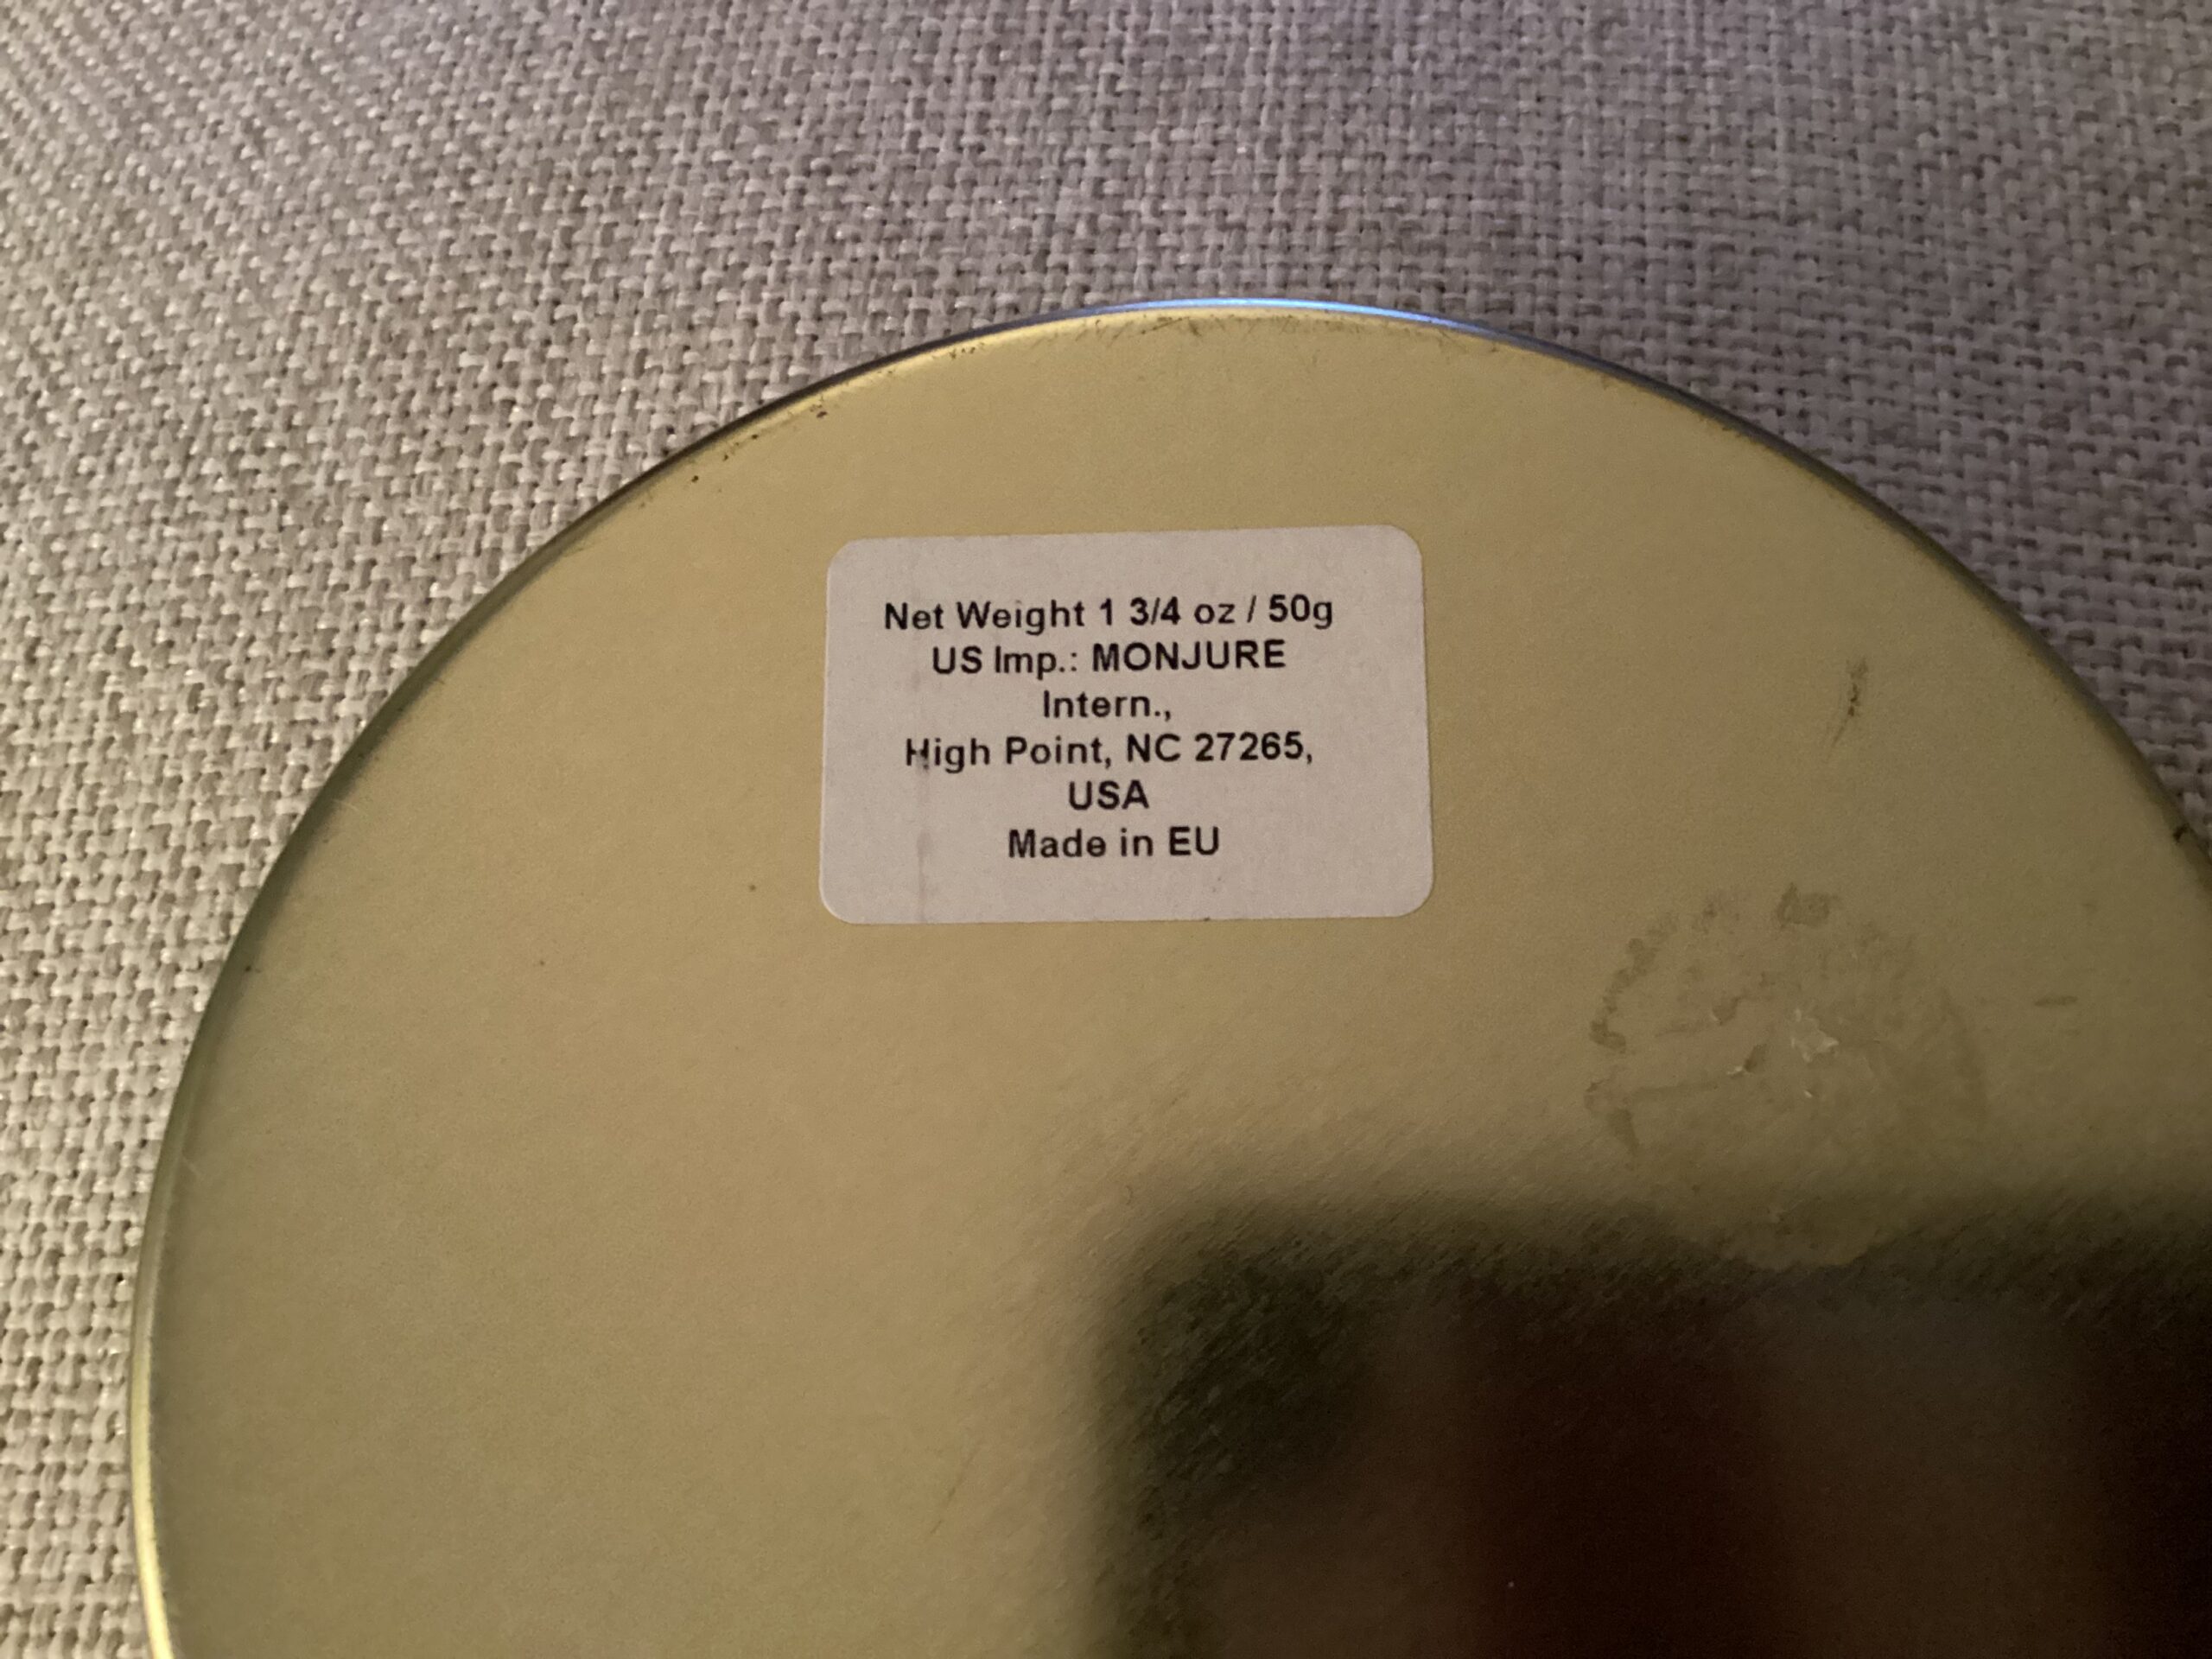 Net Weight 1 3/4 oz / 50g
US Imp.: MONJURE
Intern.,
High Point, NC 27265,
USA
Made in EU